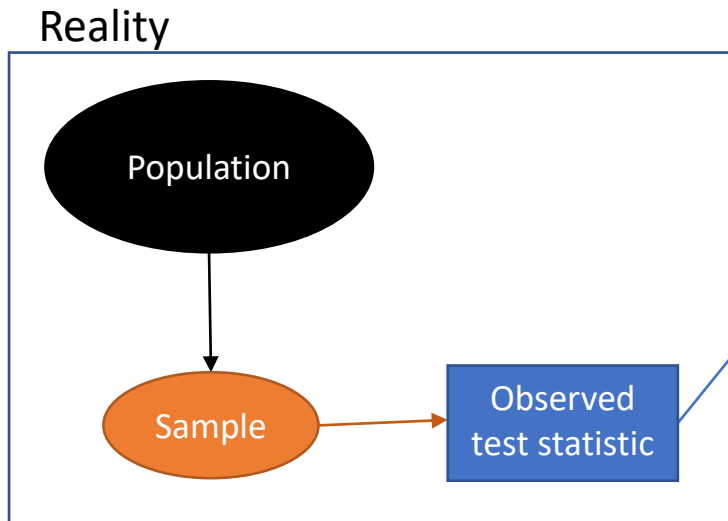 Reality
Population
Sample
Observed
test statistic